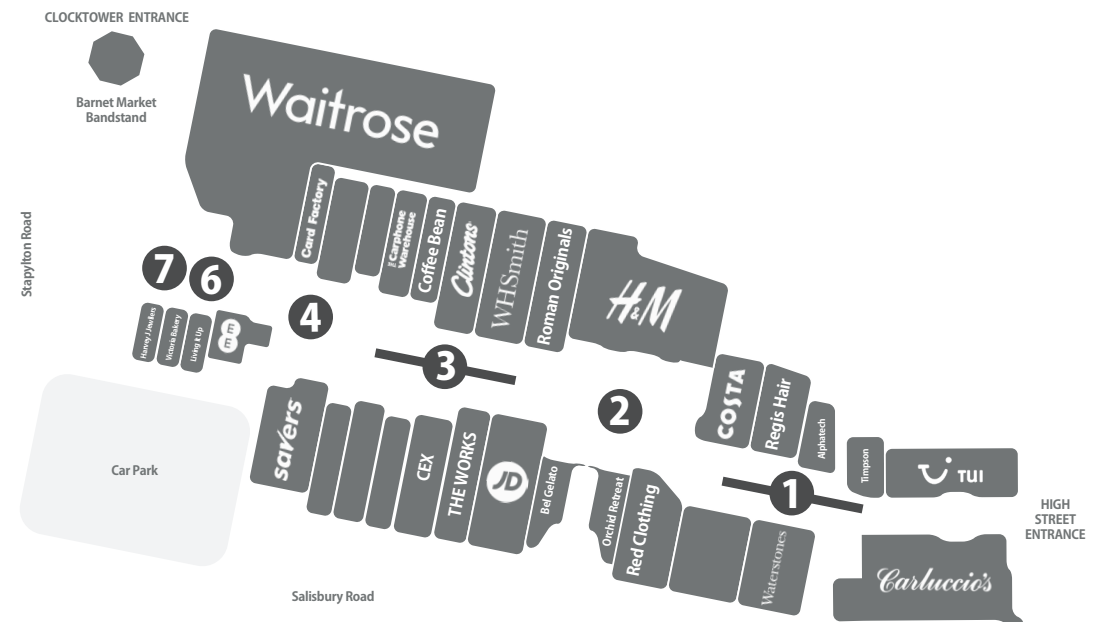 CLOCKTOWER ENTRANCE
Barnet Market
Bandstand
Stapylton Road
Waitrose
Card Factory
The Carphone
Warehouse
Coffee Bean
Clintons
WHSmith
Roman Originals
H&M
7
6
4
3
2
1
Harvey J Jewellers
Victoria Bakery
Living It Up
EE
Car Park
savers
CEX
THE WORKS
JD
Bel Gelato
Orchid Retreat
Red Clothing
Waterstones
COSTA
Regis Hair
Alphatech
Timpson
TUI
HIGH
STREET
ENTRANCE
Carluccio's
Salisbury Road